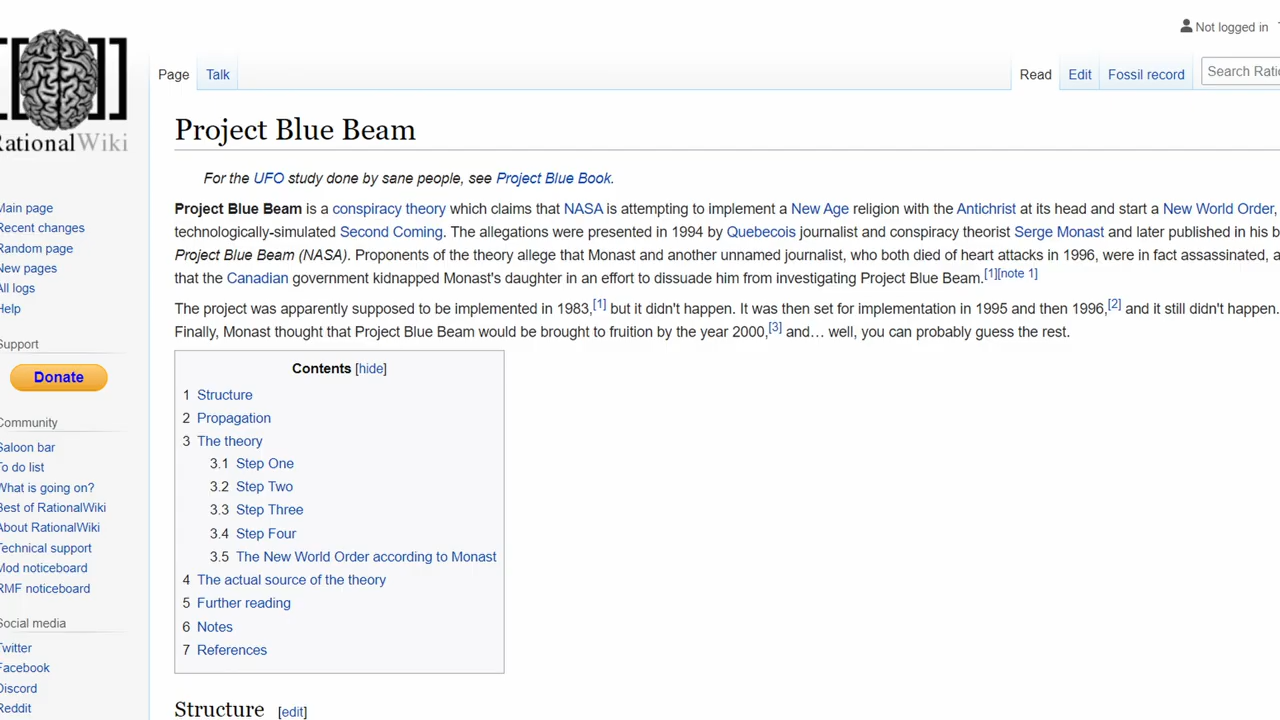 Not logged in
Page Talk Read Edit Fossil record Search
RationalWiki
Project Blue Beam
For the UFO study done by sane people, see Project Blue Book.
Project Blue Beam is a conspiracy theory which claims that NASA is attempting to implement a New Age religion with the Antichrist at its head and start a New World Order,
technologically-simulated Second Coming. The allegations were presented in 1994 by Quebecois journalist and conspiracy theorist Serge Monast and later published in his
Project Blue Beam (NASA). Proponents of the theory allege that Monast and another unnamed journalist, who both died of heart attacks in 1996, were in fact assassinated,
that the Canadian government kidnapped Monast's daughter in an effort to dissuade him from investigating Project Blue Beam.[1][note 1]
The project was apparently supposed to be implemented in 1983,[1] but it didn't happen. It was then set for implementation in 1995 and then 1996,[2] and it still didn't happen.
Finally, Monast thought that Project Blue Beam would be brought to fruition by the year 2000,[3] and… well, you can probably guess the rest.
Contents [hide]
1 Structure
2 Propagation
3 The theory
3.1 Step One
3.2 Step Two
3.3 Step Three
3.4 Step Four
3.5 The New World Order according to Monast
4 The actual source of the theory
5 Further reading
6 Notes
7 References
Structure [edit]
Main page
Recent changes
Random page
New pages
All logs
Help
Support
Donate
Community
Saloon bar
To do list
What is going on?
Best of RationalWiki
About RationalWiki
Technical support
Mod noticeboard
RMF noticeboard
Social media
Twitter
Facebook
Discord
Reddit